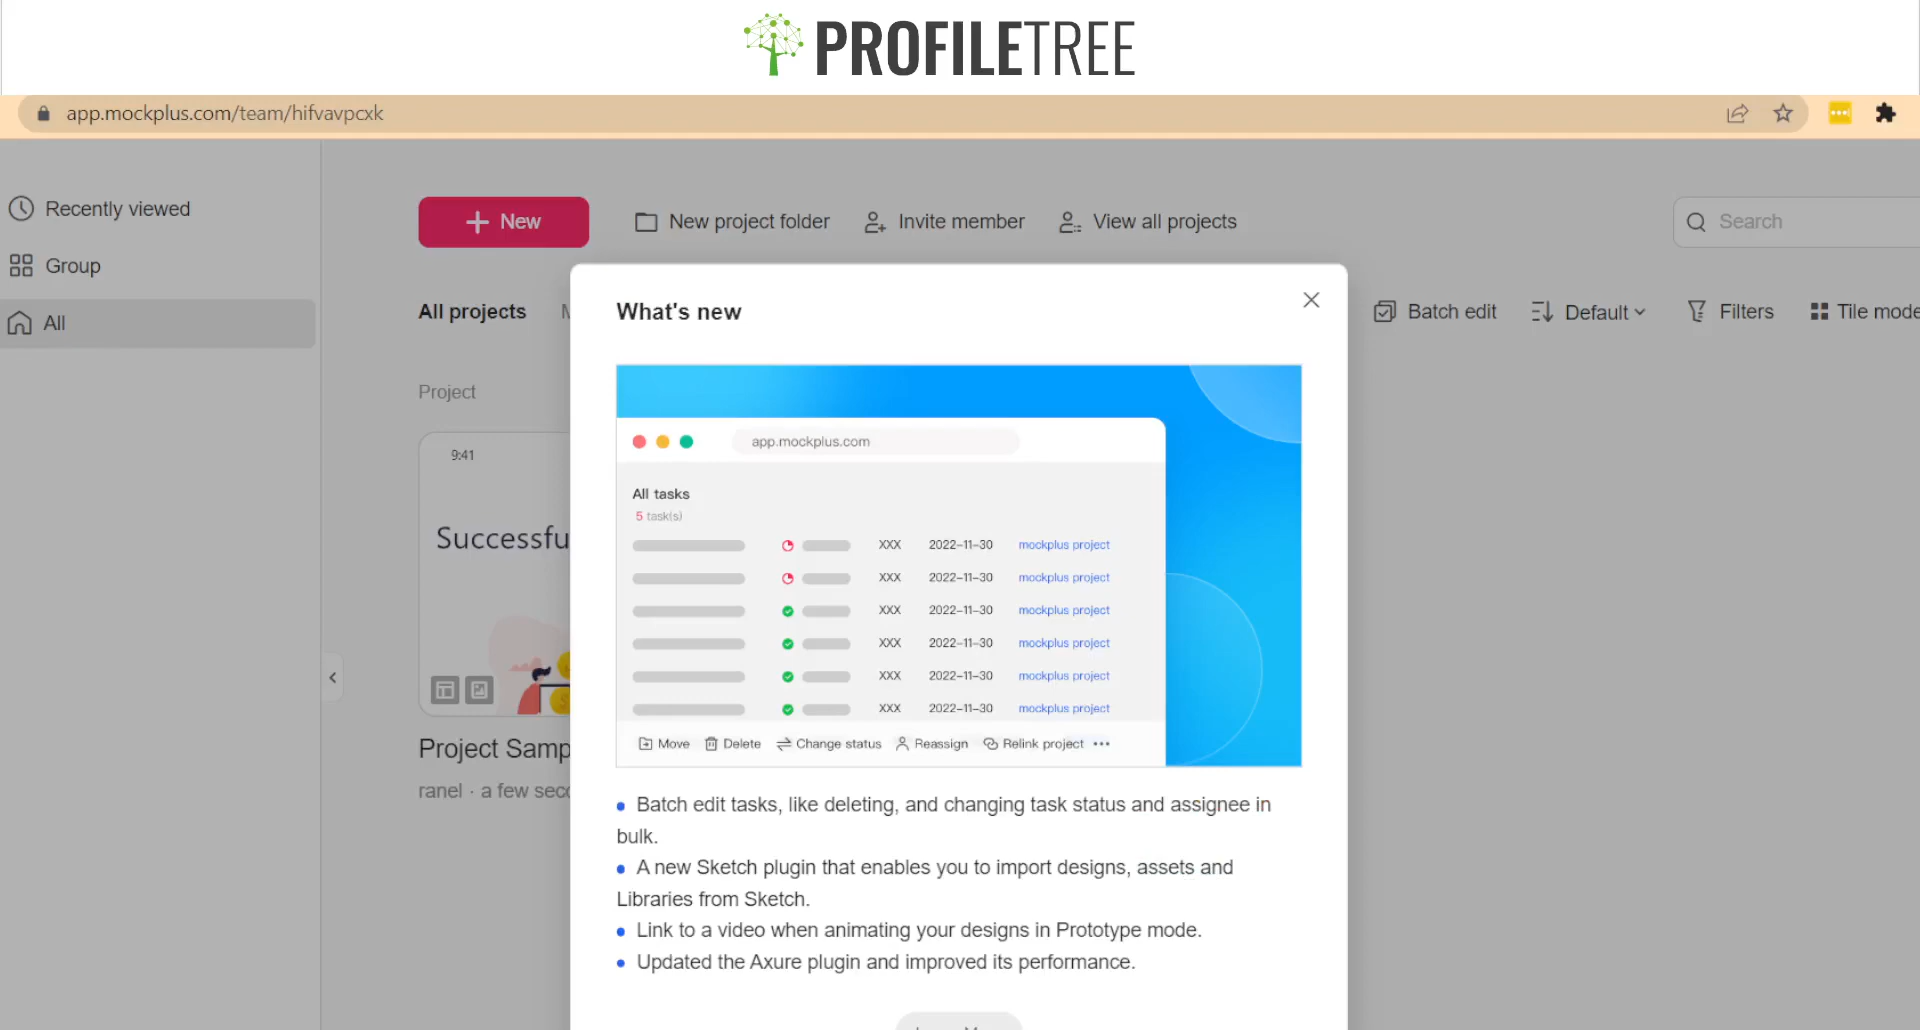 PROFILETREE
app.mockplus.com/team/hifvavpcxk
Recently viewed
Group
All
New
New project folder
Invite member
View all projects
Search
All projects
Batch edit
Default
Filters
Tile mode
Project
9:41
Successfu
Project Samp
ranel · a few seco
What's new
app.mockplus.com
All tasks
5 task(s)
XXX 2022-11-30 mockplus project
XXX 2022-11-30 mockplus project
XXX 2022-11-30 mockplus project
XXX 2022-11-30 mockplus project
XXX 2022-11-30 mockplus project
XXX 2022-11-30 mockplus project
Move Delete Change status Reassign Relink project
• Batch edit tasks, like deleting, and changing task status and assignee in
bulk.
• A new Sketch plugin that enables you to import designs, assets and
Libraries from Sketch.
• Link to a video when animating your designs in Prototype mode.
• Updated the Axure plugin and improved its performance.